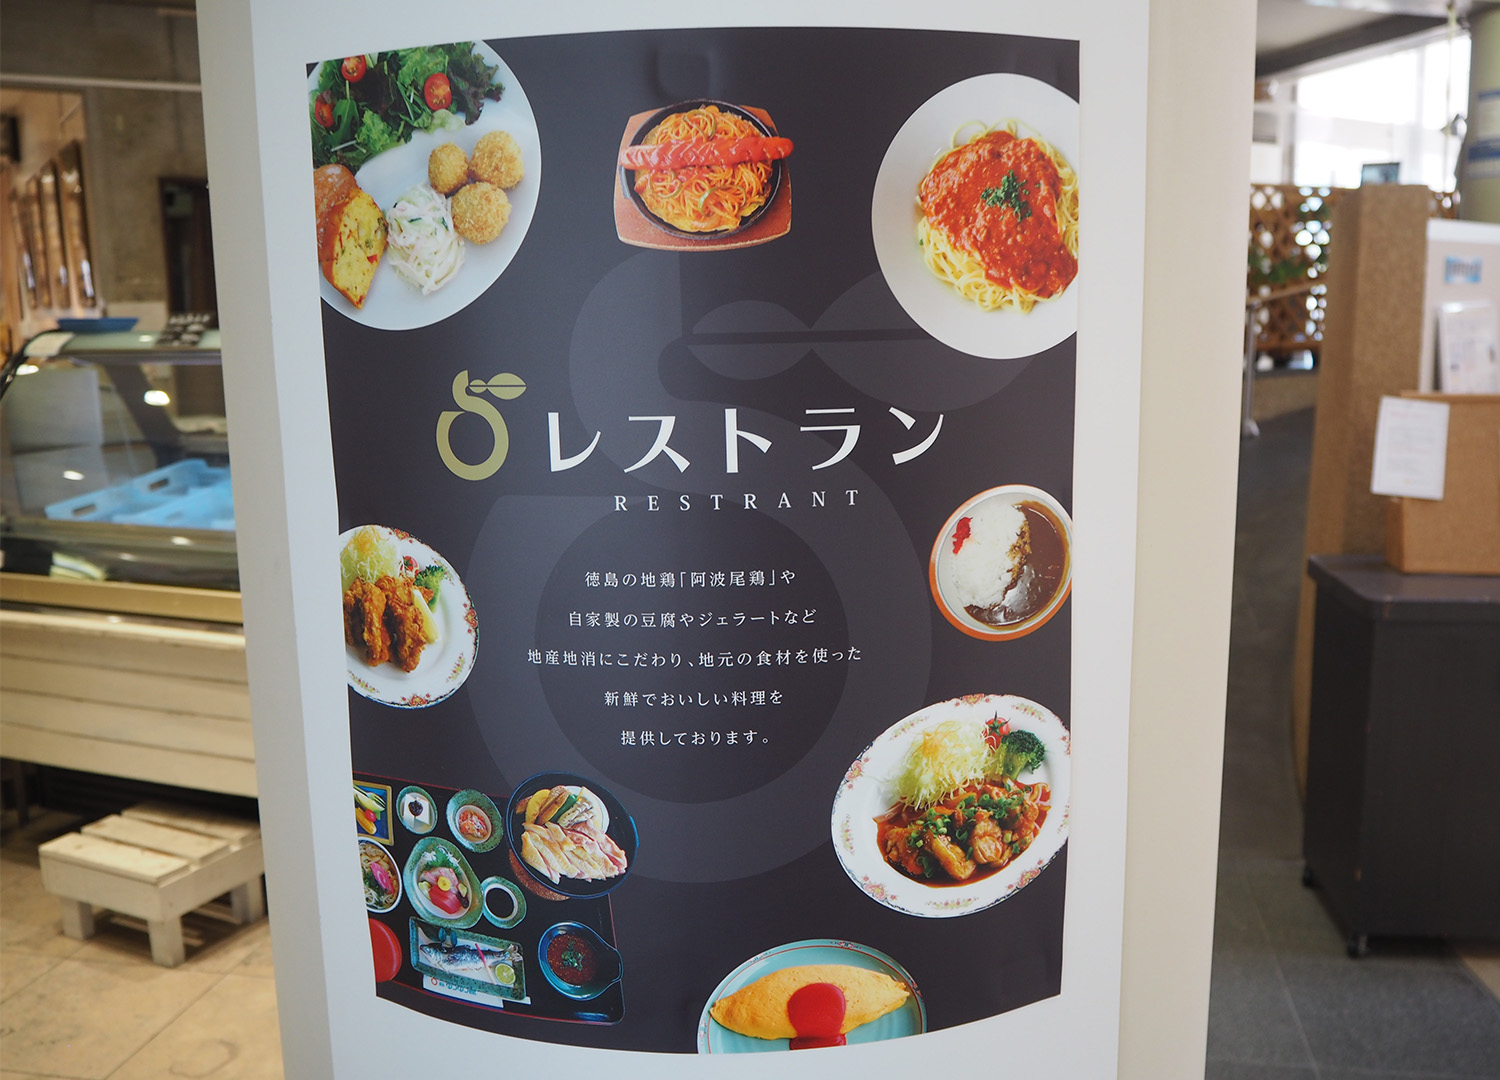 レストラン
RESTRANT
徳島の地鶏「阿波尾鶏」や
自家製の豆腐やジェラートなど
地産地消にこだわり、地元の食材を使った
新鮮でおいしい料理を
提供しております。